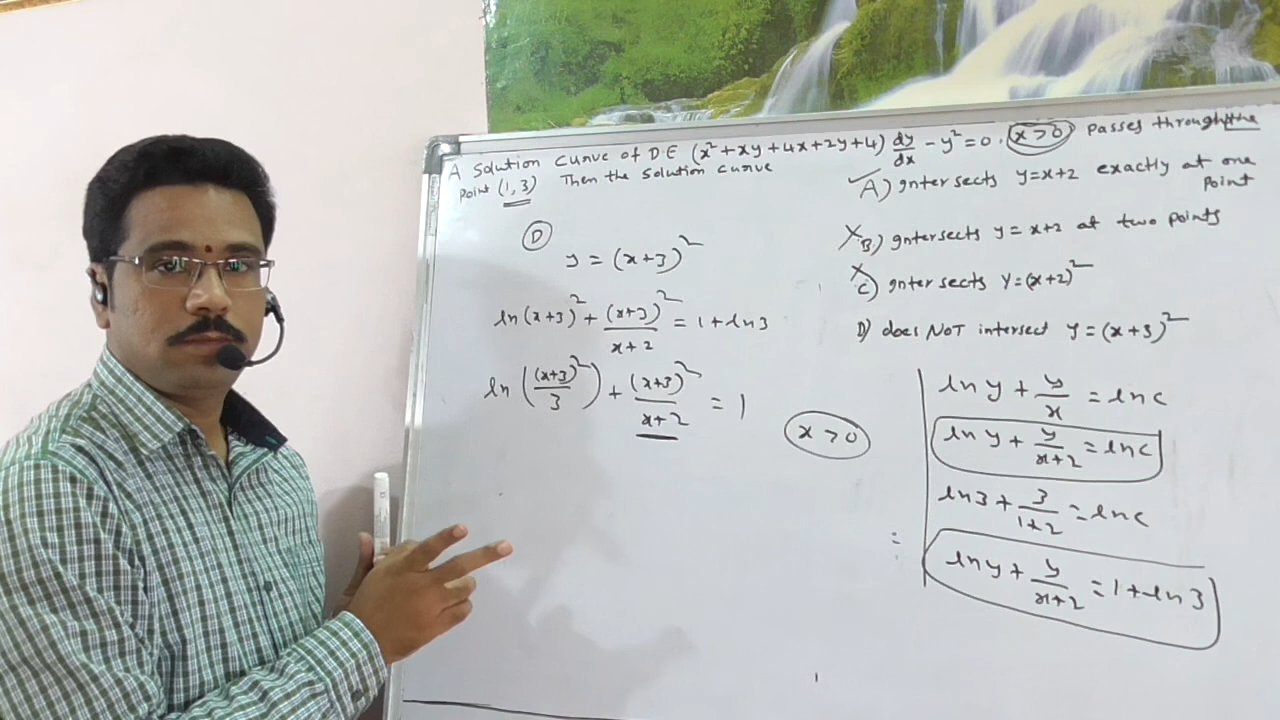 A Solution Curve of DE (x² + xy + 4x + 2y + 4) dy/dx - y² = 0, x > 0 Passes through the
Point (1, 3) Then the Solution curve
A) Intersects y = x+2 exactly at one
point
B) Intersects y = x+2 at two points
C) Intersects y = (x+2)²
D) does NOT intersect y = (x+3)²
D
y = (x+3)²
ln(x+3)² + (x+3)²/x+2 = 1 + ln3
ln((x+3)²/3) + (x+3)²/x+2 = 1
x > 0
ln y + y/x = ln c
ln y + y/x+2 = ln c
ln 3 + 3/1+2 = ln c
=
ln y + y/x+2 = 1 + ln 3